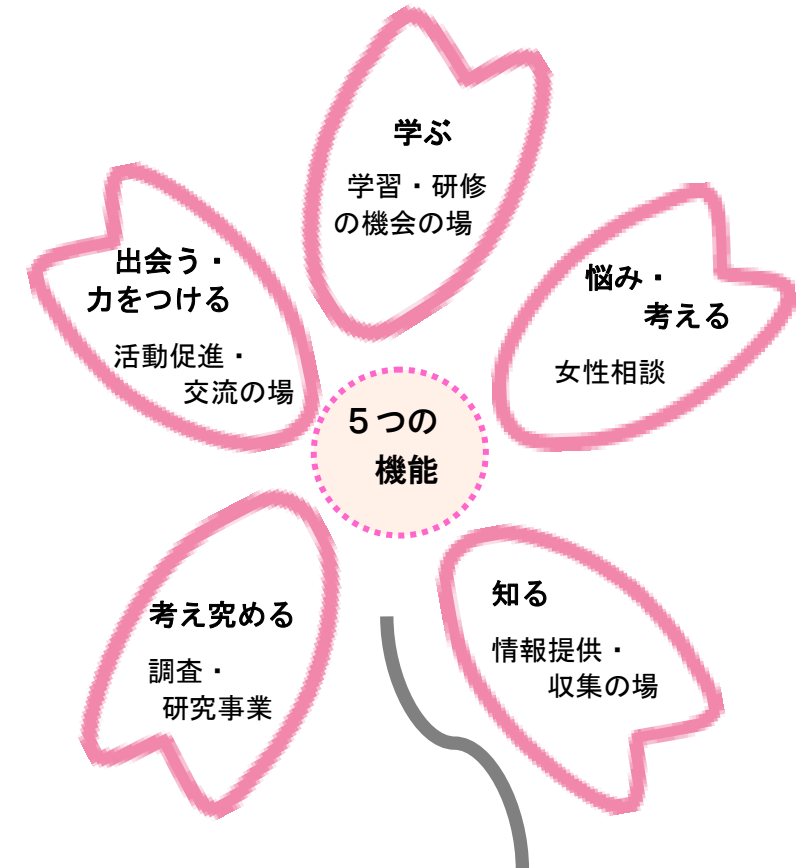 学ぶ
学習・研修
の機会の場
出会う・
力をつける
活動促進・
交流の場
悩み・
考える
女性相談
５つの
機能
考え究める
調査・
研究事業
知る
情報提供・
収集の場